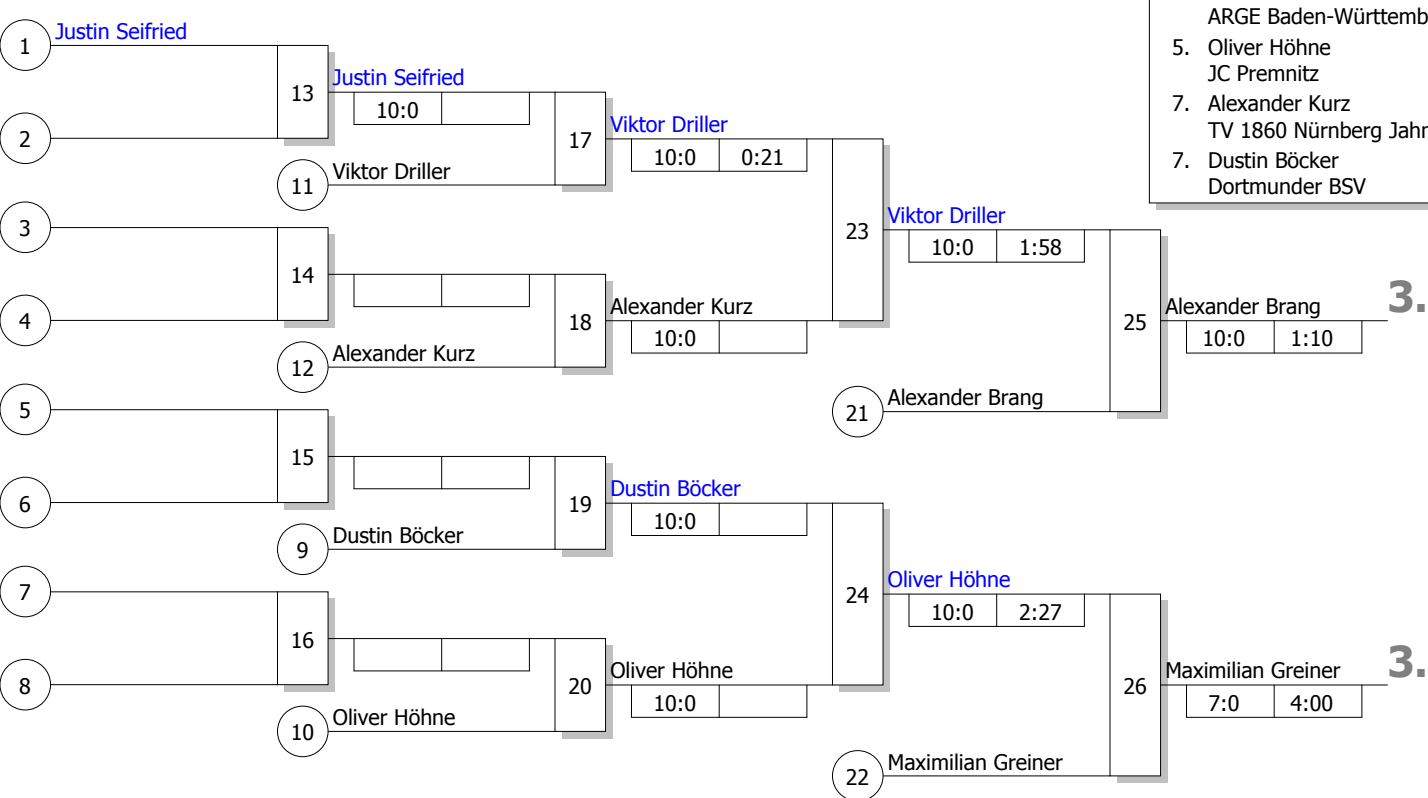 ARGE Baden-Württemb
5. Oliver Höhne
JC Premnitz
7. Alexander Kurz
TV 1860 Nürnberg Jahn
7. Dustin Böcker
Dortmunder BSV
1 Justin Seifried
13 Justin Seifried
10:0
2
17 Viktor Driller
10:0 0:21
11 Viktor Driller
3
23 Viktor Driller
10:0 1:58
14
4
18 Alexander Kurz
10:0
25 Alexander Brang 3.
10:0 1:10
12 Alexander Kurz
5
21 Alexander Brang
15
6
19 Dustin Böcker
10:0
9 Dustin Böcker
7
24 Oliver Höhne
10:0 2:27
16
8
20 Oliver Höhne
10:0
26 Maximilian Greiner 3.
7:0 4:00
10 Oliver Höhne
22 Maximilian Greiner